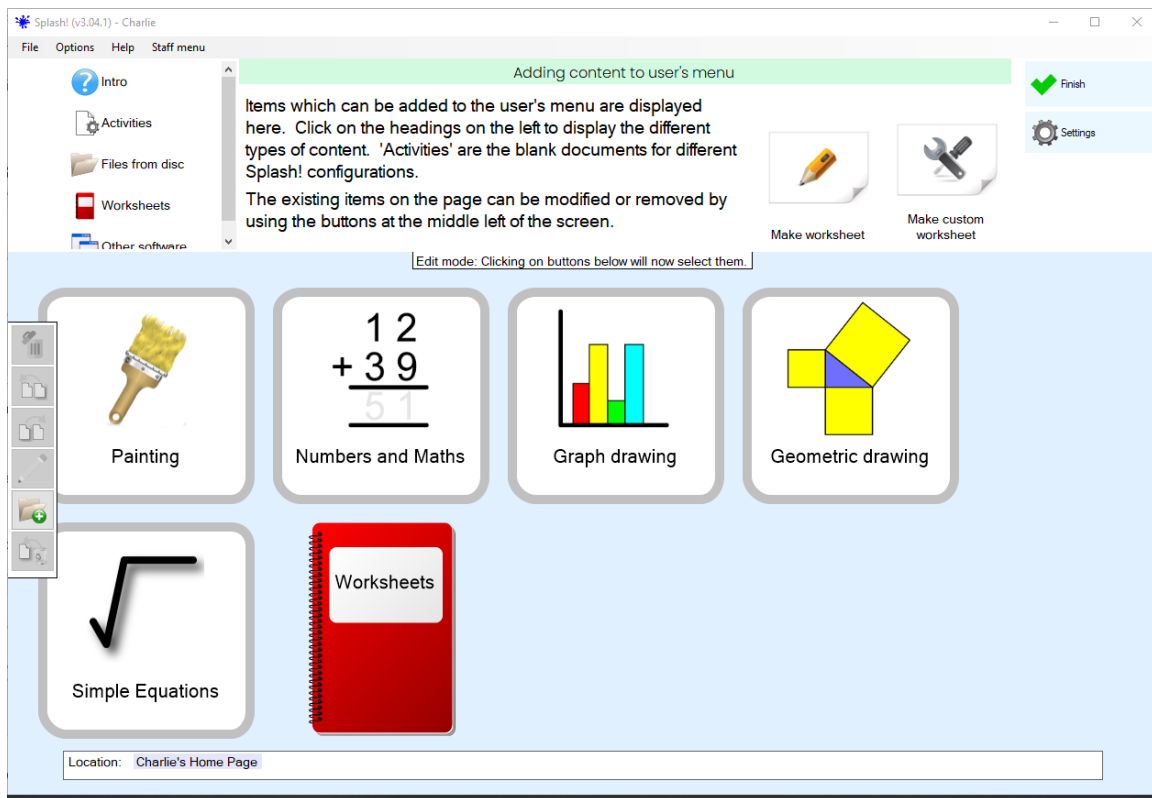 Splash! (v3.04.1) - Charlie
File Options Help Staff menu
Intro
Activities
Files from disc
Worksheets
Other software
Adding content to user's menu
Items which can be added to the user's menu are displayed
here. Click on the headings on the left to display the different
types of content. 'Activities' are the blank documents for different
Splash! configurations.
The existing items on the page can be modified or removed by
using the buttons at the middle left of the screen.
Make worksheet
Make custom
worksheet
Finish
Settings
Edit mode: Clicking on buttons below will now select them.
Painting
12
+ 39
51
Numbers and Maths
Graph drawing
Geometric drawing
Simple Equations
Worksheets
Location: Charlie's Home Page